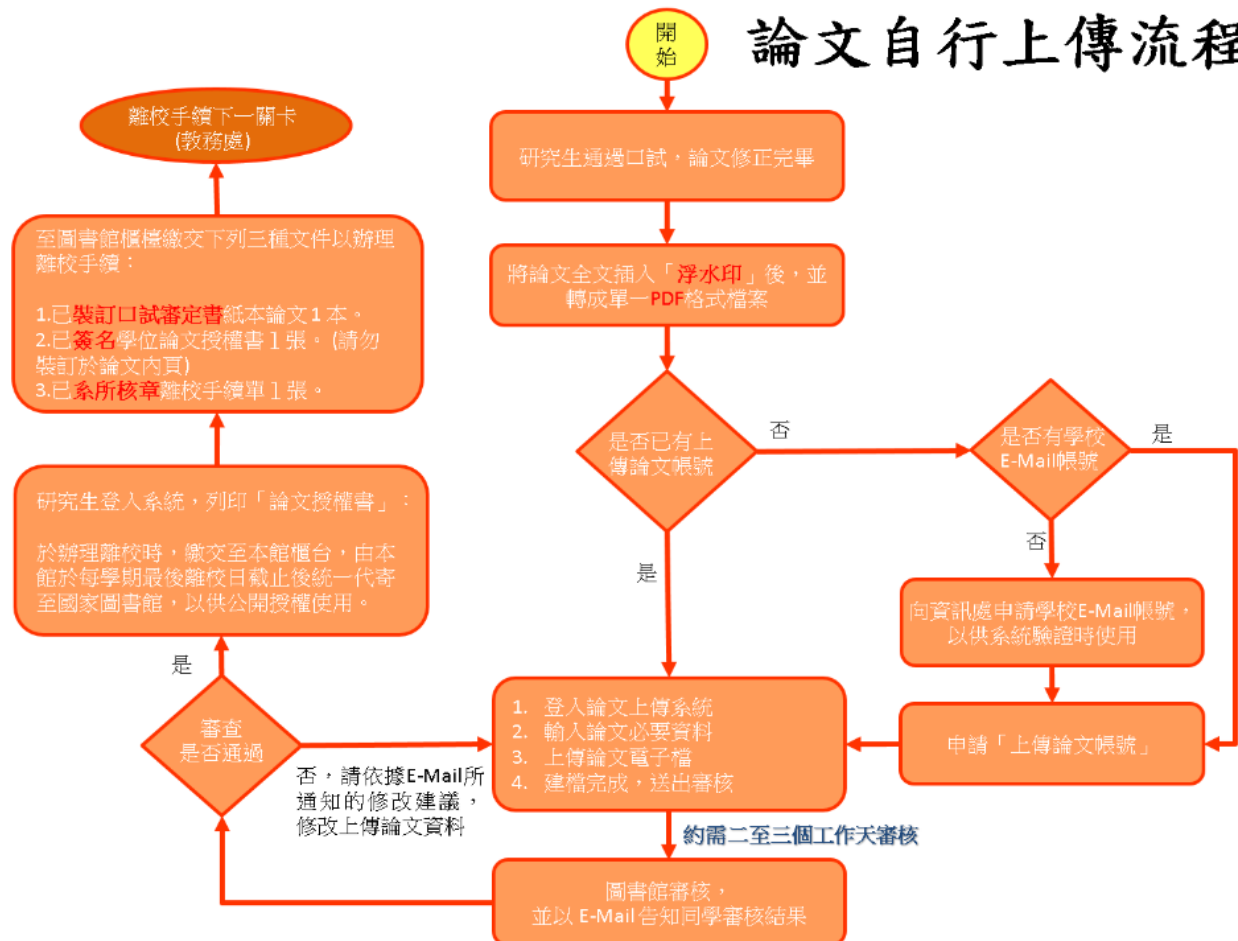 論文自行上傳流程
開
始
研究生通過口試，論文修正完畢
將論文全文插入「浮水印」後，並
轉成單一PDF格式檔案
是否已有上
傳論文帳號
否
是否有學校
E-Mail帳號
是
否
向資訊處申請學校E-Mail帳號，
以供系統驗證時使用
申請「上傳論文帳號」
是
1. 登入論文上傳系統
2. 輸入論文必要資料
3. 上傳論文電子檔
4. 建檔完成，送出審核
約需二至三個工作天審核
圖書館審核，
並以 E-Mail 告知同學審核結果
審查
是否通過
否，請依據E-Mail所
通知的修改建議，
修改上傳論文資料
是
研究生登入系統，列印「論文授權書」：
於辦理離校時，繳交至本館櫃台，由本
館於每學期最後離校日截止後統一代寄
至國家圖書館，以供公開授權使用。
至圖書館櫃檯繳交下列三種文件以辦理
離校手續：
1.已裝訂口試審定書紙本論文1本。
2.已簽名學位論文授權書1張。(請勿
裝訂於論文內頁)
3.已系所核章離校手續單1張。
離校手續下一關卡
(教務處)